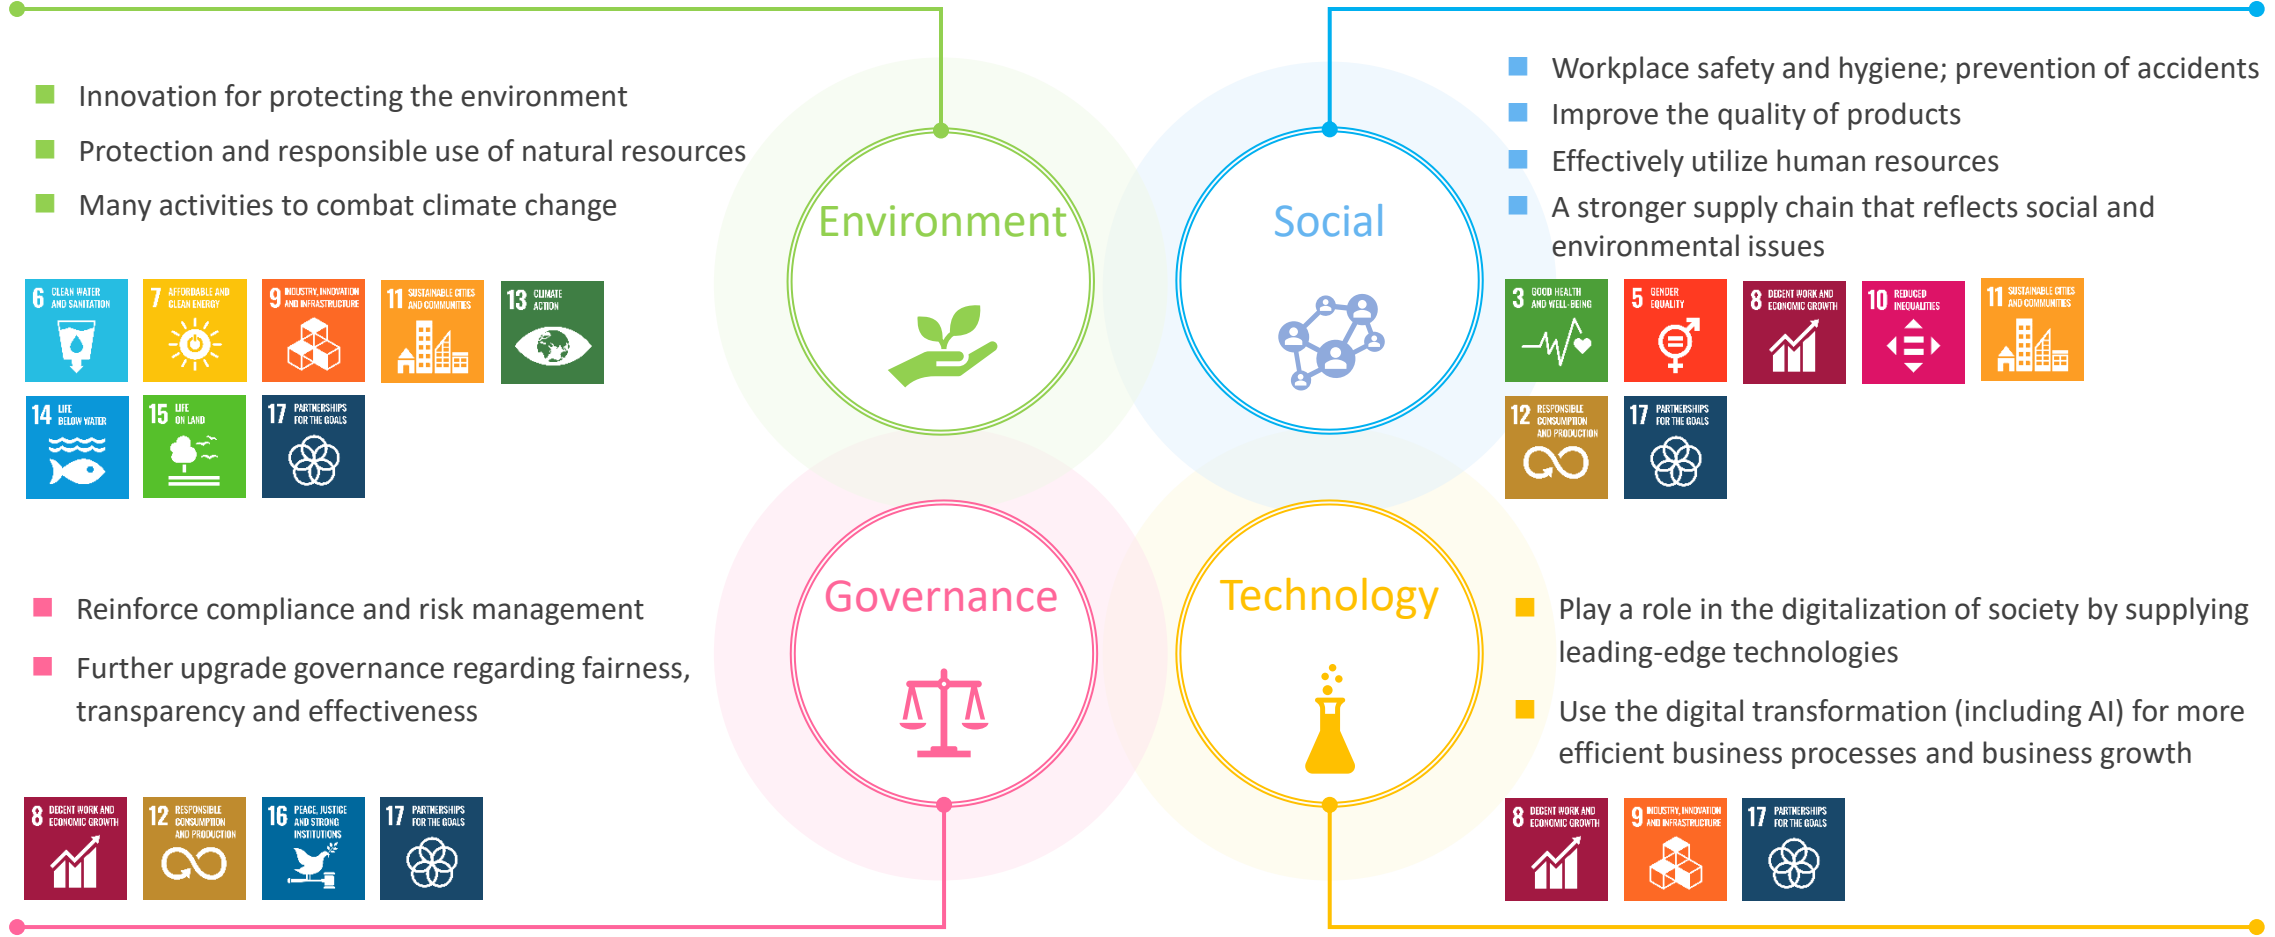 Innovation for protecting the environment
Protection and responsible use of natural resources
Many activities to combat climate change
6 CLEAN WATER
AND SANITATION
7 AFFORDABLE AND
CLEAN ENERGY
9 INDUSTRY, INNOVATION
AND INFRASTRUCTURE
11 SUSTAINABLE CITIES
AND COMMUNITIES
13 CLIMATE
ACTION
14 LIFE
BELOW WATER
15 LIFE
ON LAND
17 PARTNERSHIPS
FOR THE GOALS
Environment
Social
Workplace safety and hygiene; prevention of accidents
Improve the quality of products
Effectively utilize human resources
A stronger supply chain that reflects social and
environmental issues
3 GOOD HEALTH
AND WELL-BEING
5 GENDER
EQUALITY
8 DECENT WORK AND
ECONOMIC GROWTH
10 REDUCED
INEQUALITIES
11 SUSTAINABLE CITIES
AND COMMUNITIES
12 RESPONSIBLE
CONSUMPTION
AND PRODUCTION
17 PARTNERSHIPS
FOR THE GOALS
Reinforce compliance and risk management
Further upgrade governance regarding fairness,
transparency and effectiveness
8 DECENT WORK AND
ECONOMIC GROWTH
12 RESPONSIBLE
CONSUMPTION
AND PRODUCTION
16 PEACE, JUSTICE
AND STRONG
INSTITUTIONS
17 PARTNERSHIPS
FOR THE GOALS
Governance
Technology
Play a role in the digitalization of society by supplying
leading-edge technologies
Use the digital transformation (including AI) for more
efficient business processes and business growth
8 DECENT WORK AND
ECONOMIC GROWTH
9 INDUSTRY, INNOVATION
AND INFRASTRUCTURE
17 PARTNERSHIPS
FOR THE GOALS